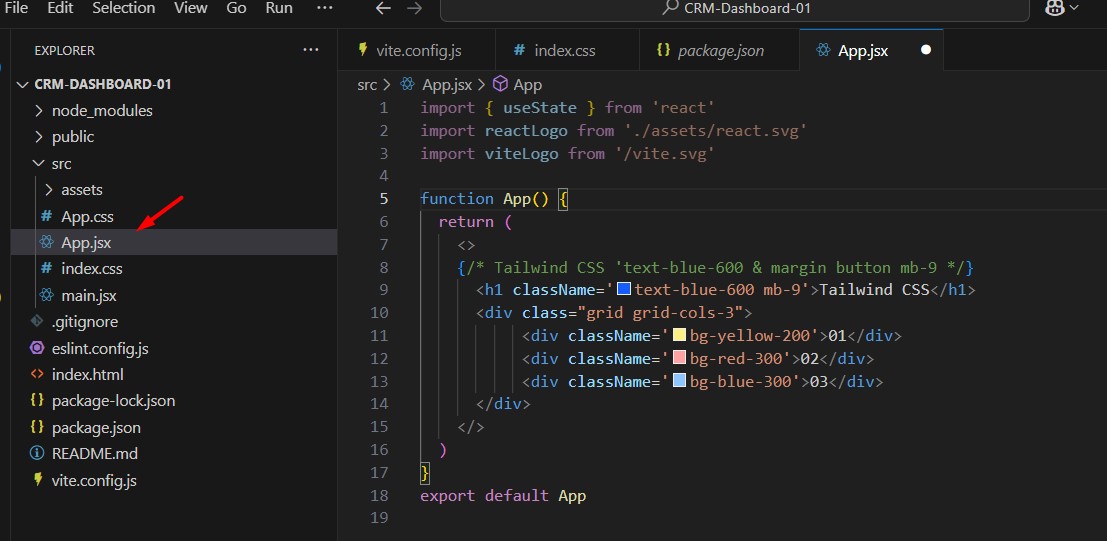 File Edit Selection View Go Run ···
CRM-Dashboard-01
EXPLORER ···
CRM-DASHBOARD-01
node_modules
public
src
assets
# App.css
App.jsx
# index.css
main.jsx
.gitignore
eslint.config.js
<> index.html
{} package-lock.json
{} package.json
README.md
vite.config.js
vite.config.js # index.css {} package.json App.jsx
src > App.jsx > App
1 import { useState } from 'react'
2 import reactLogo from './assets/react.svg'
3 import viteLogo from '/vite.svg'
4
5 function App() {
6 return (
7 <>
8 {/* Tailwind CSS 'text-blue-600 & margin button mb-9 */}
9 <h1 className='text-blue-600 mb-9'>Tailwind CSS</h1>
10 <div class="grid grid-cols-3">
11 <div className='bg-yellow-200'>01</div>
12 <div className='bg-red-300'>02</div>
13 <div className='bg-blue-300'>03</div>
14 </div>
15 </>
16 )
17 }
18 export default App
19